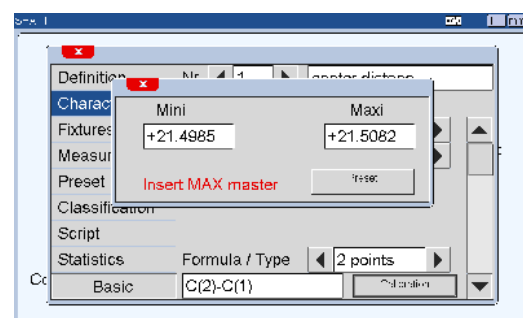 x
Definition Nr. 1
x
Charac
Mini Maxi
Fixtures
+21.4985 +21.5082
Measur
Preset
Insert MAX master Preset
Classification
Script
Statistics Formula / Type 2 points
Basic C(2)-C(1) Calibration